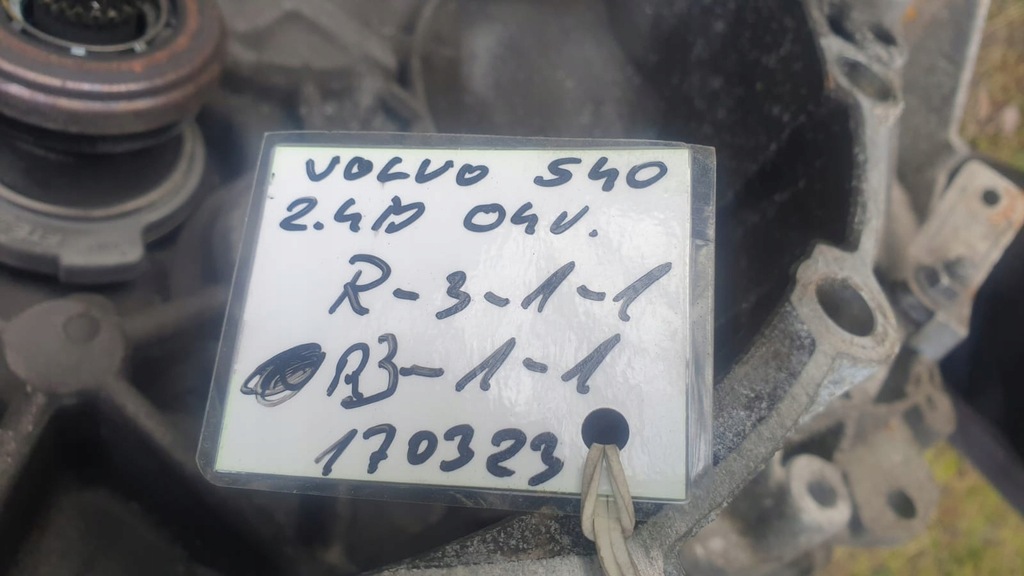 VOLVO S40
2.4D 04V.
R-3-1-1
R3-1-1
170323